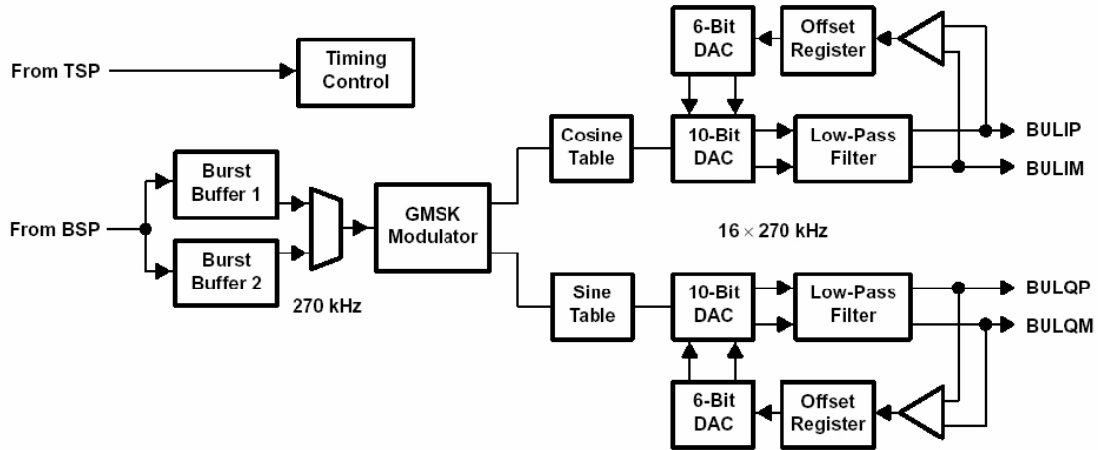 6-Bit
DAC
Offset
Register
From TSP
Timing
Control
Cosine
Table
10-Bit
DAC
Low-Pass
Filter
BULIP
BULIM
Burst
Buffer 1
From BSP
GMSK
Modulator
16 × 270 kHz
Burst
Buffer 2
270 kHz
Sine
Table
10-Bit
DAC
Low-Pass
Filter
BULQP
BULQM
6-Bit
DAC
Offset
Register